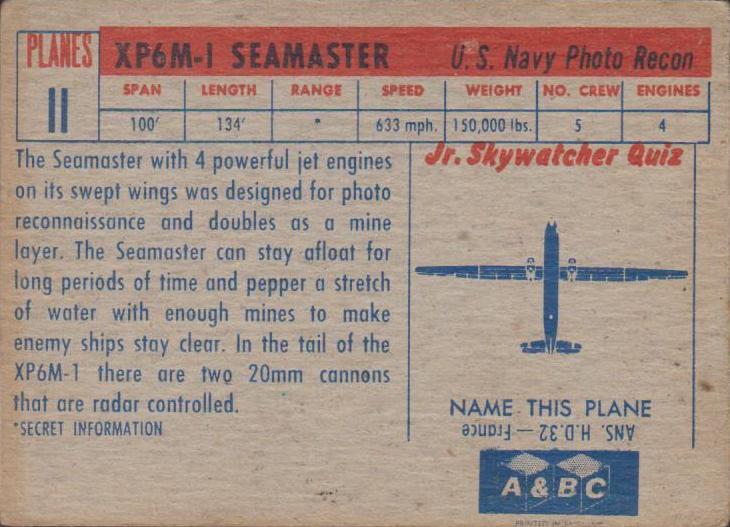 PLANES
11
XP6M-1 SEAMASTER U. S. Navy Photo Recon
SPAN LENGTH RANGE SPEED WEIGHT NO. CREW ENGINES
100′ 134′ * 633 mph. 150,000 lbs. 5 4
The Seamaster with 4 powerful jet engines
on its swept wings was designed for photo
reconnaissance and doubles as a mine
layer. The Seamaster can stay afloat for
long periods of time and pepper a stretch
of water with enough mines to make
enemy ships stay clear. In the tail of the
XP6M-1 there are two 20mm cannons
that are radar controlled.
*SECRET INFORMATION
Jr. Skywatcher Quiz
NAME THIS PLANE
ANS. H.D.32 — France
A & BC
PRINTED IN